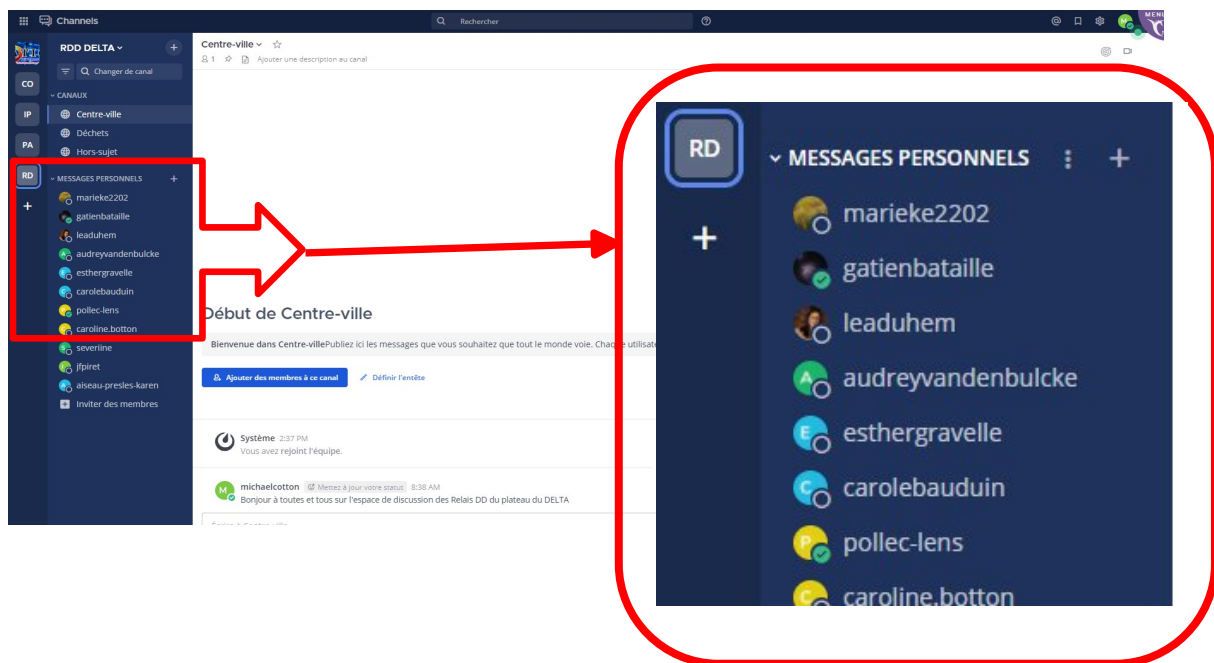 Channels
Rechercher
MENU
RDD DELTA
Changer de canal
CO
IP
PA
RD
CANAUX
Centre-ville
Déchets
Hors-sujet
MESSAGES PERSONNELS
marieke2202
gatienbataille
leaduhem
audreyvandenbulcke
esthergravelle
carolebauduin
pollec-lens
caroline.botton
severiine
jfpiret
aiseau-presles-karen
Inviter des membres
Centre-ville
1 Ajouter une description au canal
Début de Centre-ville
Bienvenue dans Centre-villePubliez ici les messages que vous souhaitez que tout le monde voie. Chaque utilisate
Ajouter des membres à ce canal Définir l'entête
Système 2:37 PM
Vous avez rejoint l'équipe.
michaelcotton Mettez à jour votre statut 8:38 AM
Bonjour à toutes et tous sur l'espace de discussion des Relais DD du plateau du DELTA
RD
MESSAGES PERSONNELS
marieke2202
gatienbataille
leaduhem
audreyvandenbulcke
esthergravelle
carolebauduin
pollec-lens
caroline.botton